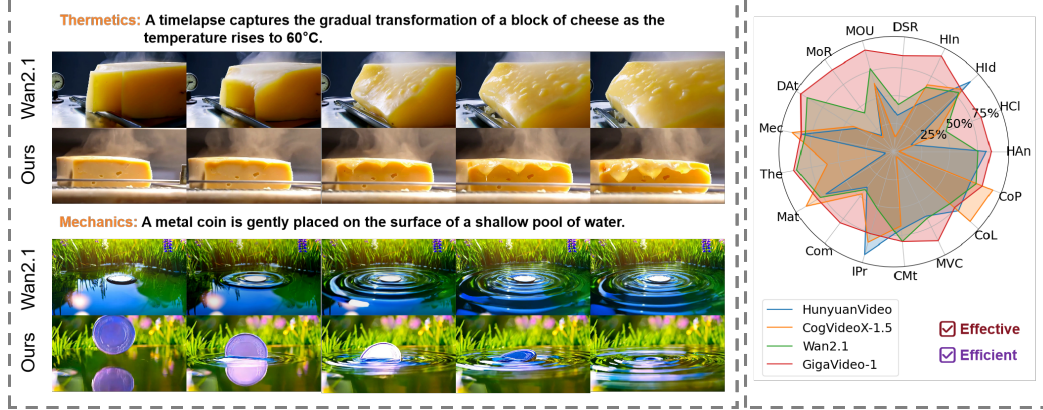 Thermetics: A timelapse captures the gradual transformation of a block of cheese as the
temperature rises to 60°C.
Wan2.1
Ours
Mechanics: A metal coin is gently placed on the surface of a shallow pool of water.
Wan2.1
Ours
DSR
MOU
HIn
MoR
HId
DAt
HCl
75%
50%
25%
Mec
HAn
The
CoP
Mat
CoL
Com
MVC
IPr
CMt
HunyuanVideo
CogVideoX-1.5
Wan2.1
GigaVideo-1
Effective
Efficient